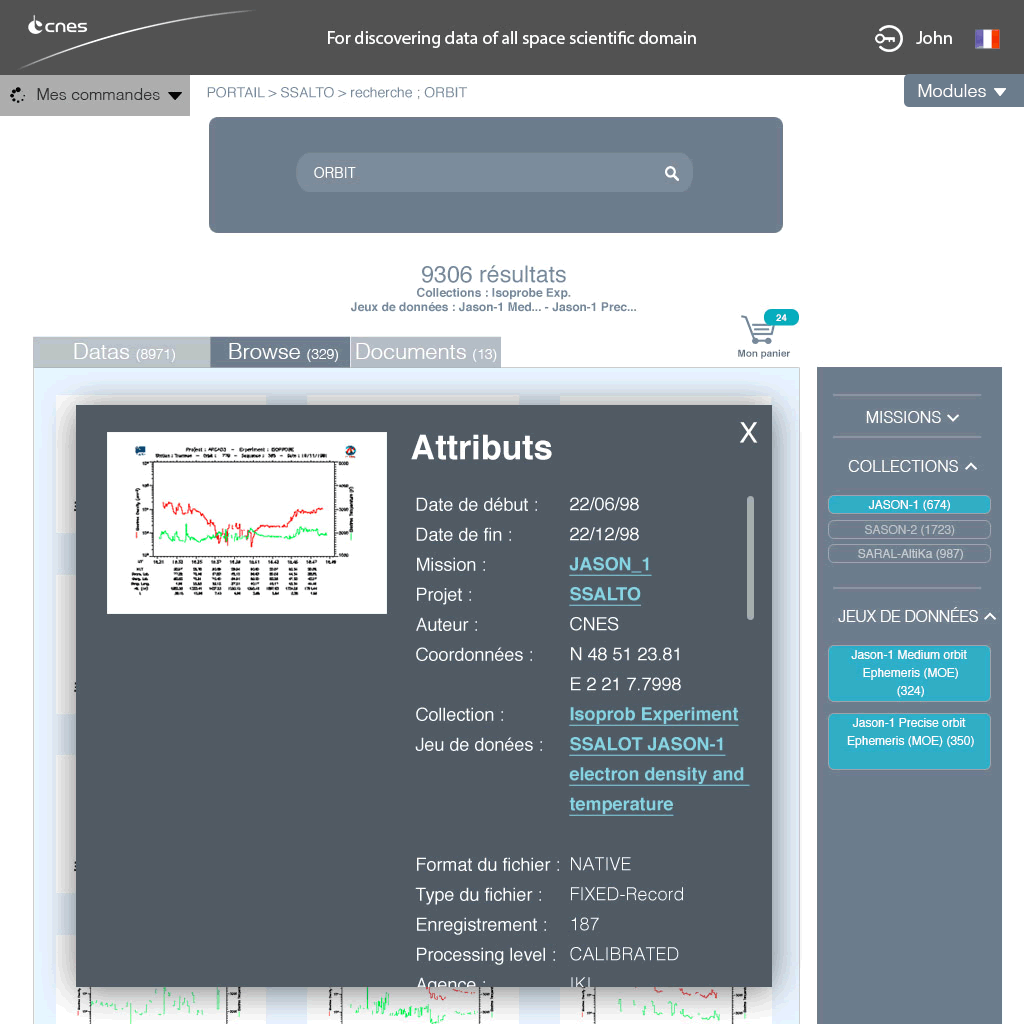 cnes
For discovering data of all space scientific domain
John
Mes commandes
PORTAIL > SSALTO > recherche ; ORBIT
Modules
ORBIT
9306 résultats
Collections : Isoprobe Exp.
Jeux de données : Jason-1 Med... - Jason-1 Prec...
24
Mon panier
Datas (8971)
Browse (329)
Documents (13)
Attributs
X
Date de début : 22/06/98
Date de fin : 22/12/98
Mission : JASON_1
Projet : SSALTO
Auteur : CNES
Coordonnées : N 48 51 23.81
E 2 21 7.7998
Collection : Isoprob Experiment
Jeu de donées : SSALOT JASON-1
electron density and
temperature
Format du fichier : NATIVE
Type du fichier : FIXED-Record
Enregistrement : 187
Processing level : CALIBRATED
Agence : IKI
MISSIONS
COLLECTIONS
JASON-1 (674)
SASON-2 (1723)
SARAL-AltiKa (987)
JEUX DE DONNÉES
Jason-1 Medium orbit
Ephemeris (MOE)
(324)
Jason-1 Precise orbit
Ephemeris (MOE) (350)